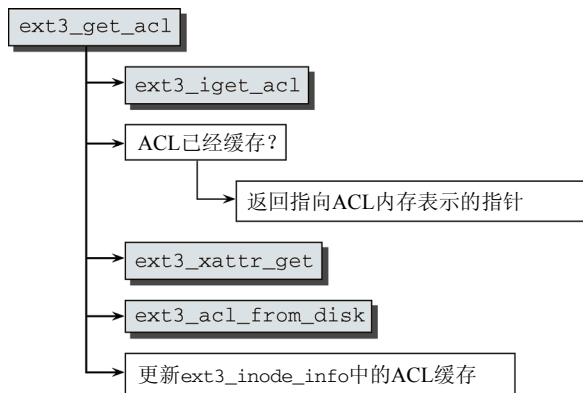 ext3_get_acl
ext3_iget_acl
ACL已经缓存？
返回指向ACL内存表示的指针
ext3_xattr_get
ext3_acl_from_disk
更新ext3_inode_info中的ACL缓存